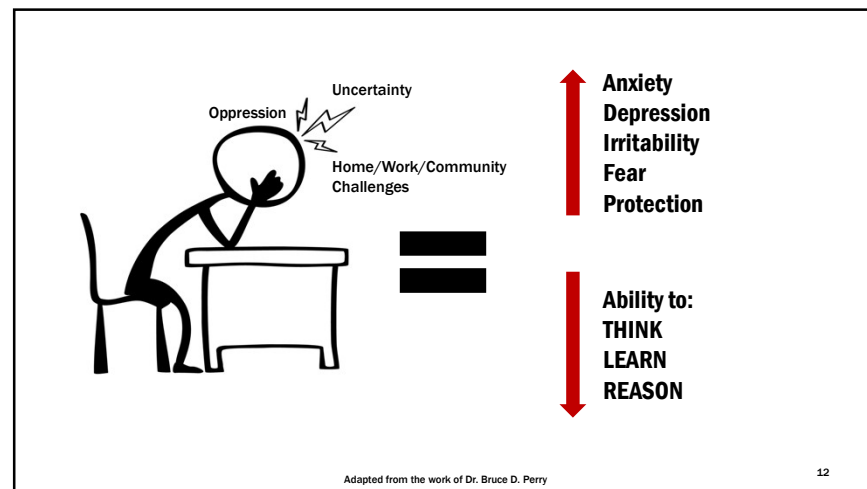 Uncertainty
Oppression
Home/Work/Community
Challenges
Anxiety
Depression
Irritability
Fear
Protection
Ability to:
THINK
LEARN
REASON
Adapted from the work of Dr. Bruce D. Perry
12